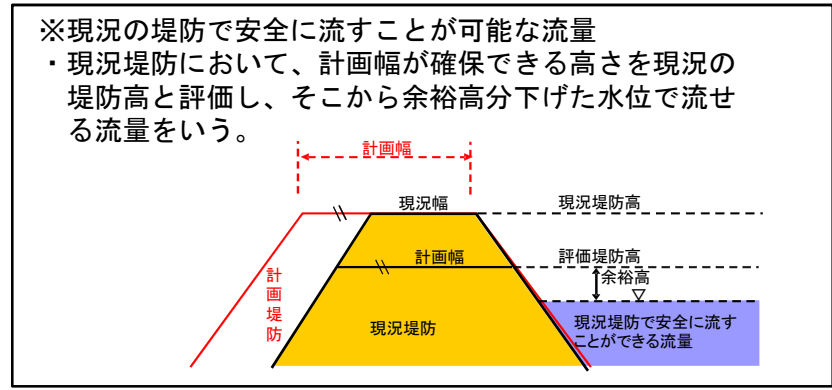 ※現況の堤防で安全に流すことが可能な流量
・現況堤防において、計画幅が確保できる高さを現況の
堤防高と評価し、そこから余裕高分下げた水位で流せ
る流量をいう。
計画幅
現況幅
現況堤防高
計画幅
評価堤防高
余裕高
計画堤防
現況堤防
現況堤防で安全に流す
ことができる流量